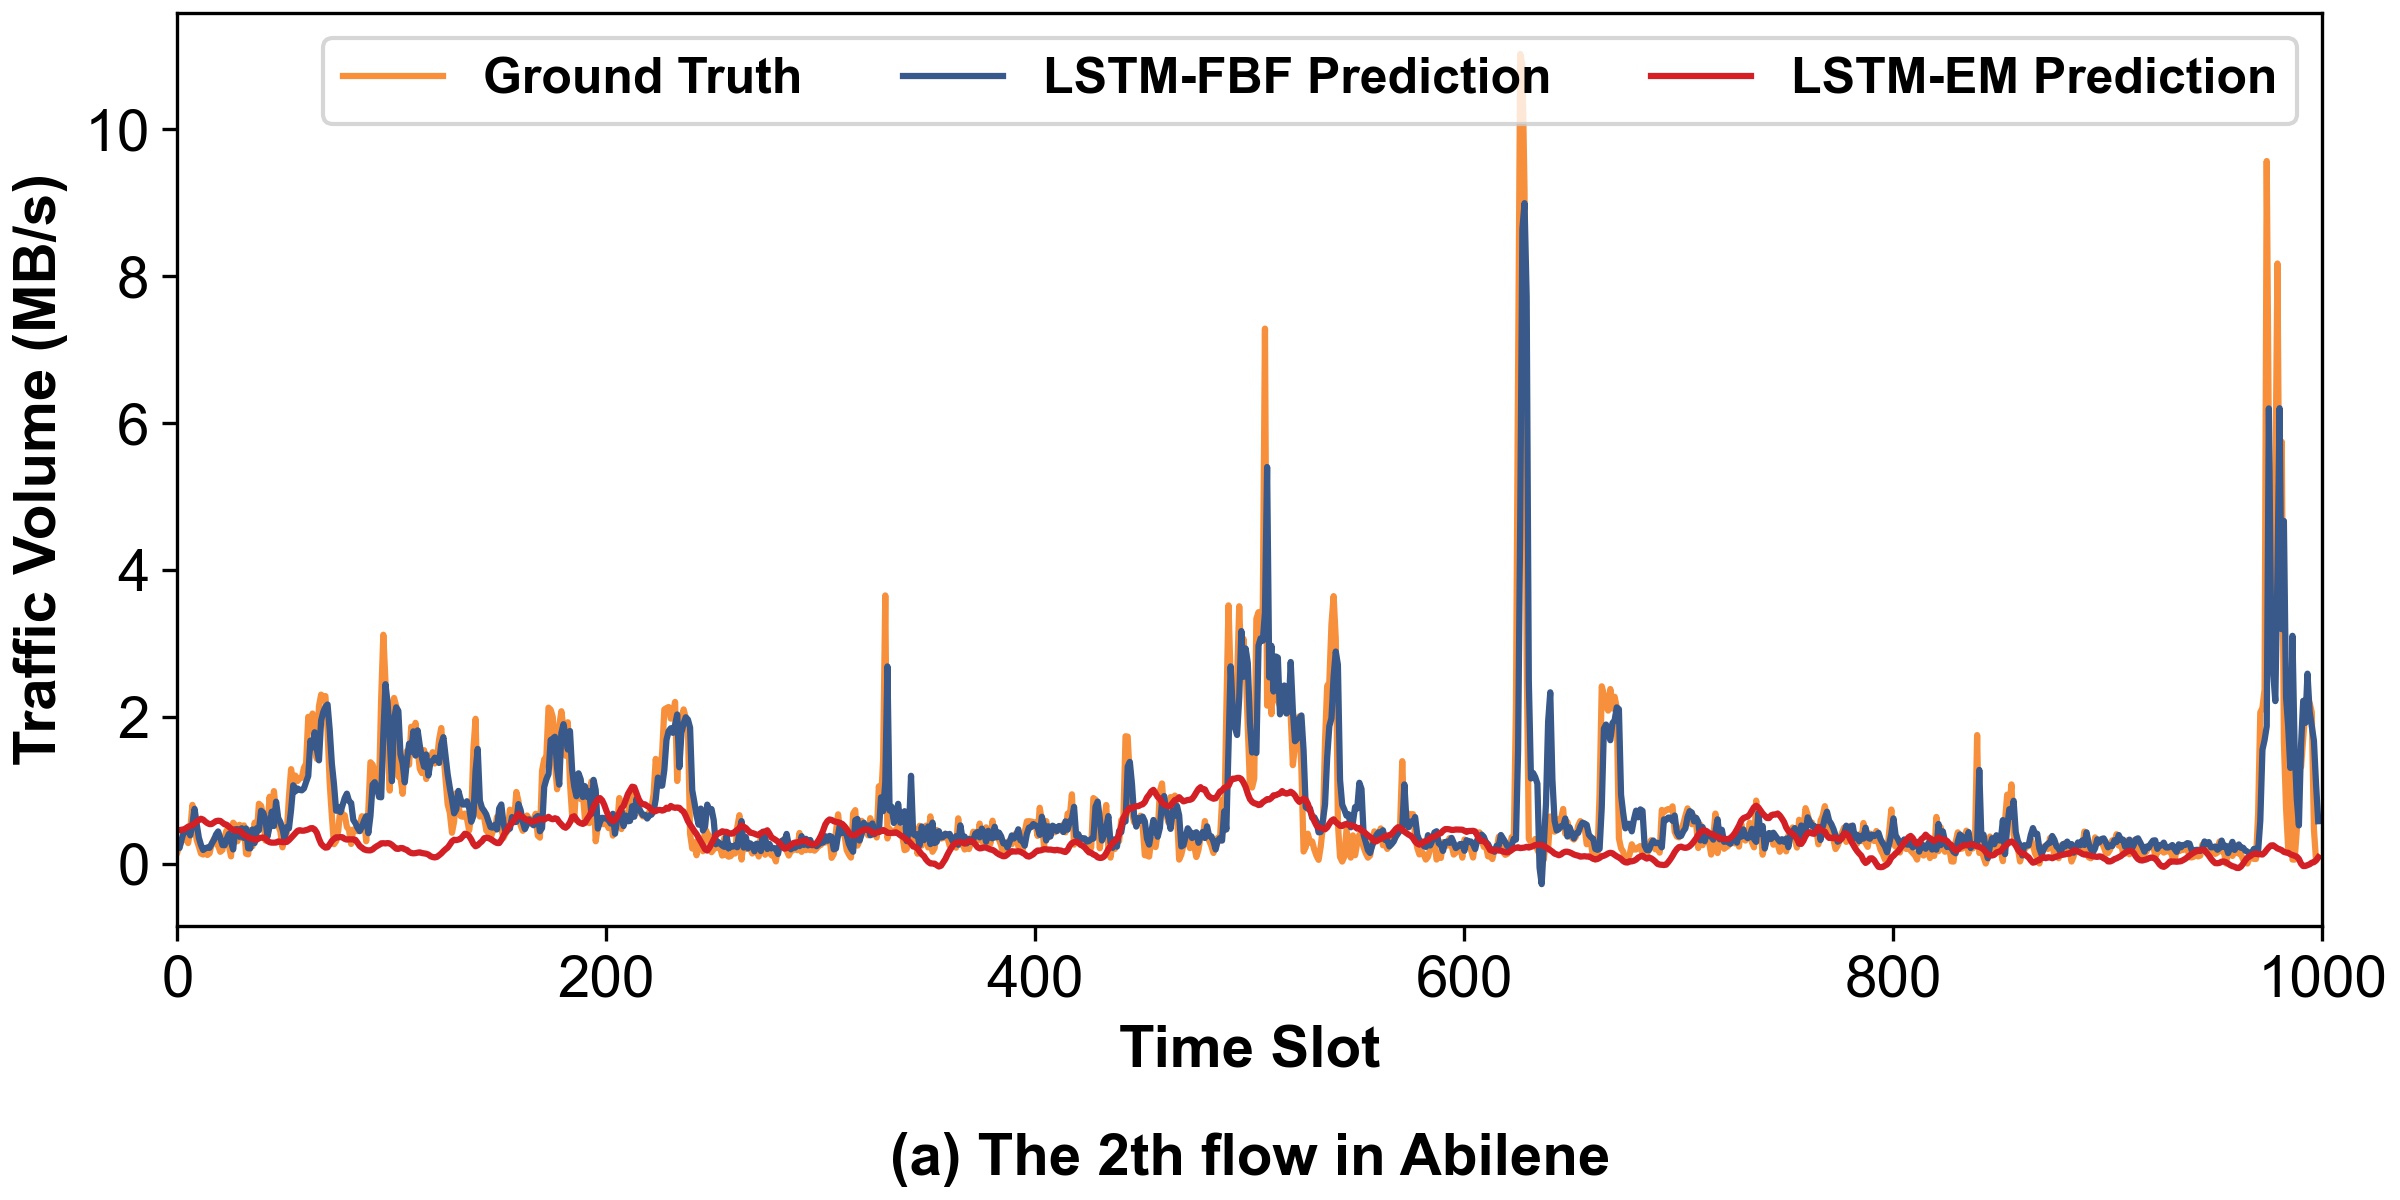 Ground Truth LSTM-FBF Prediction LSTM-EM Prediction
10
8
6
4
2
0
Traffic Volume (MB/s)
0 200 400 600 800 1000
Time Slot
(a) The 2th flow in Abilene